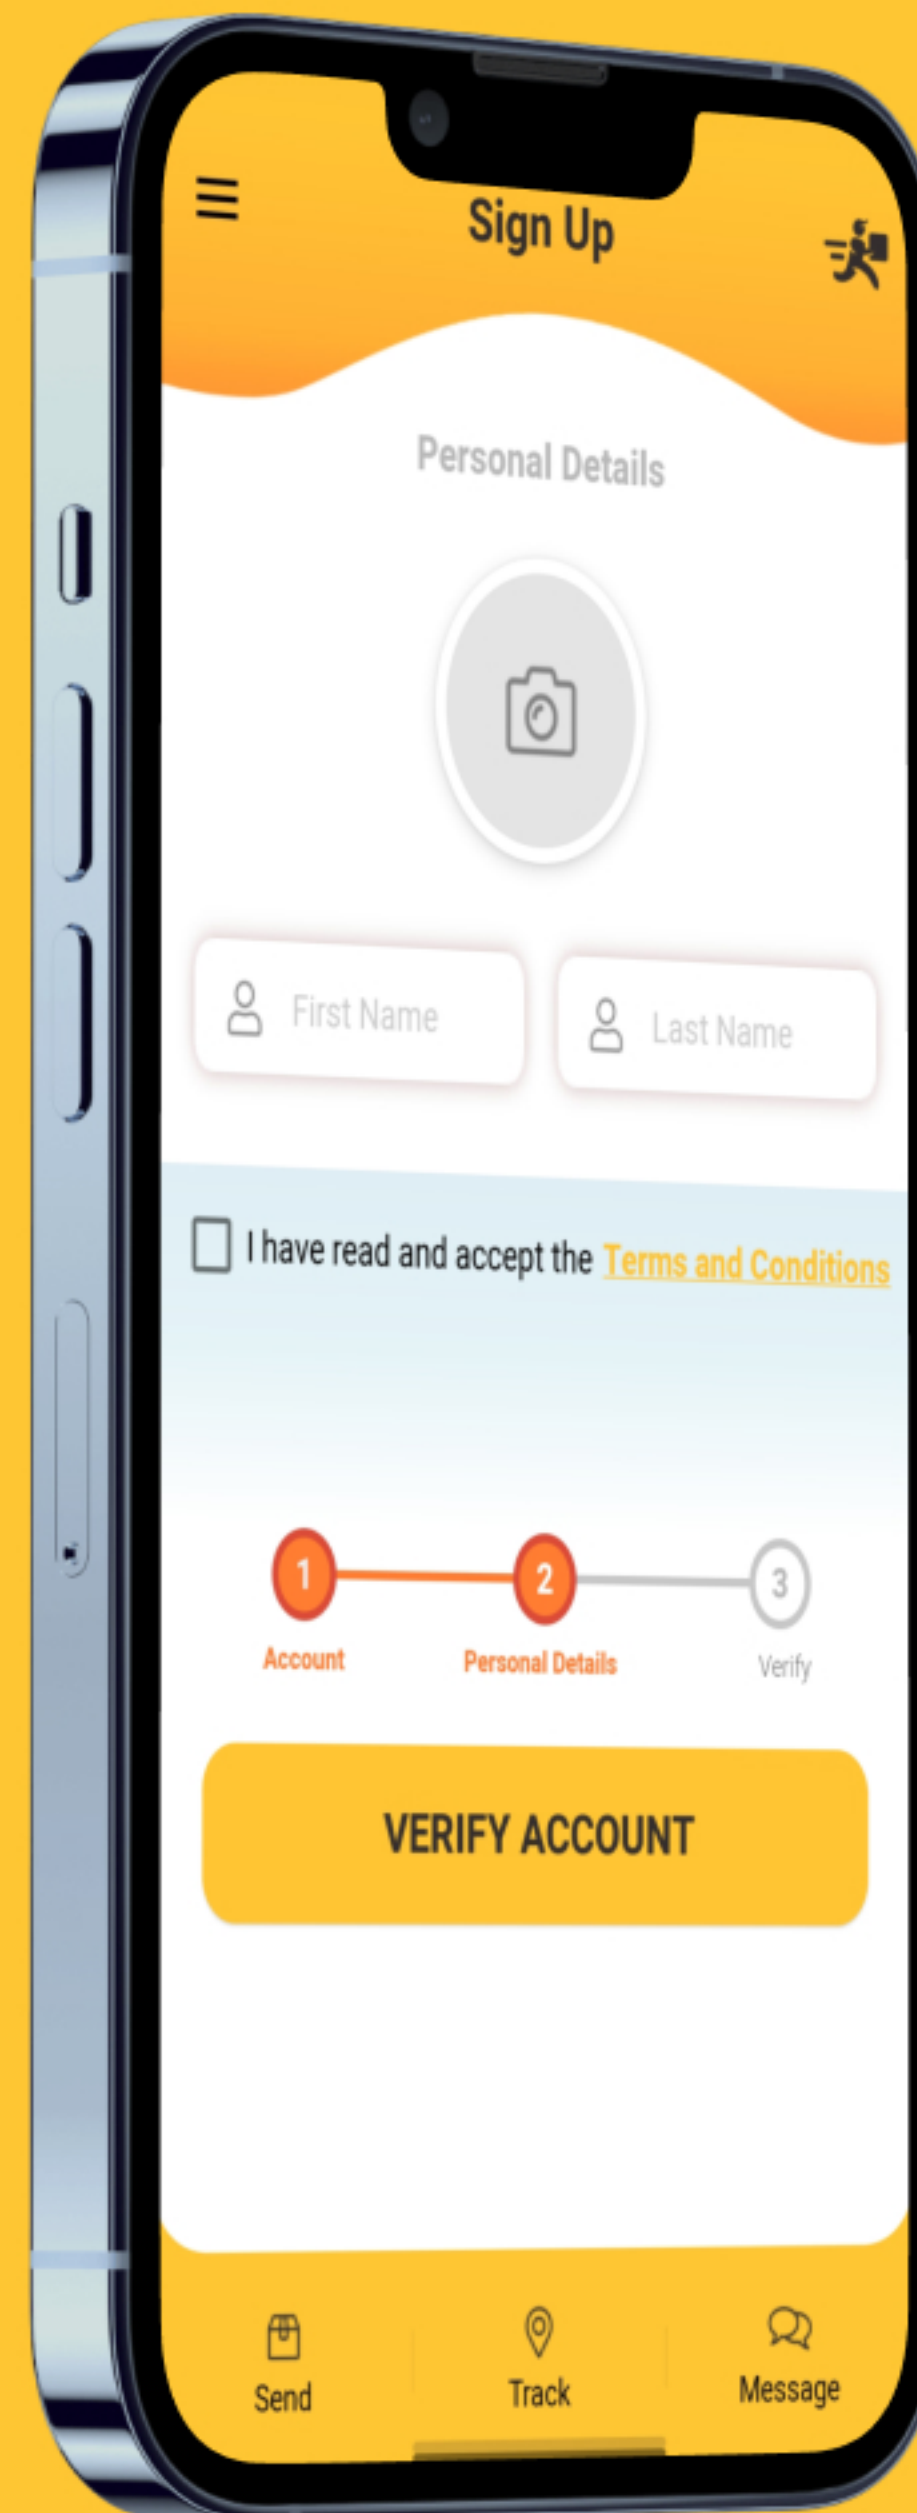 Sign Up
Personal Details
First Name Last Name
I have read and accept the Terms and Conditions
1 2 3
Account Personal Details Verify
VERIFY ACCOUNT
Send Track Message